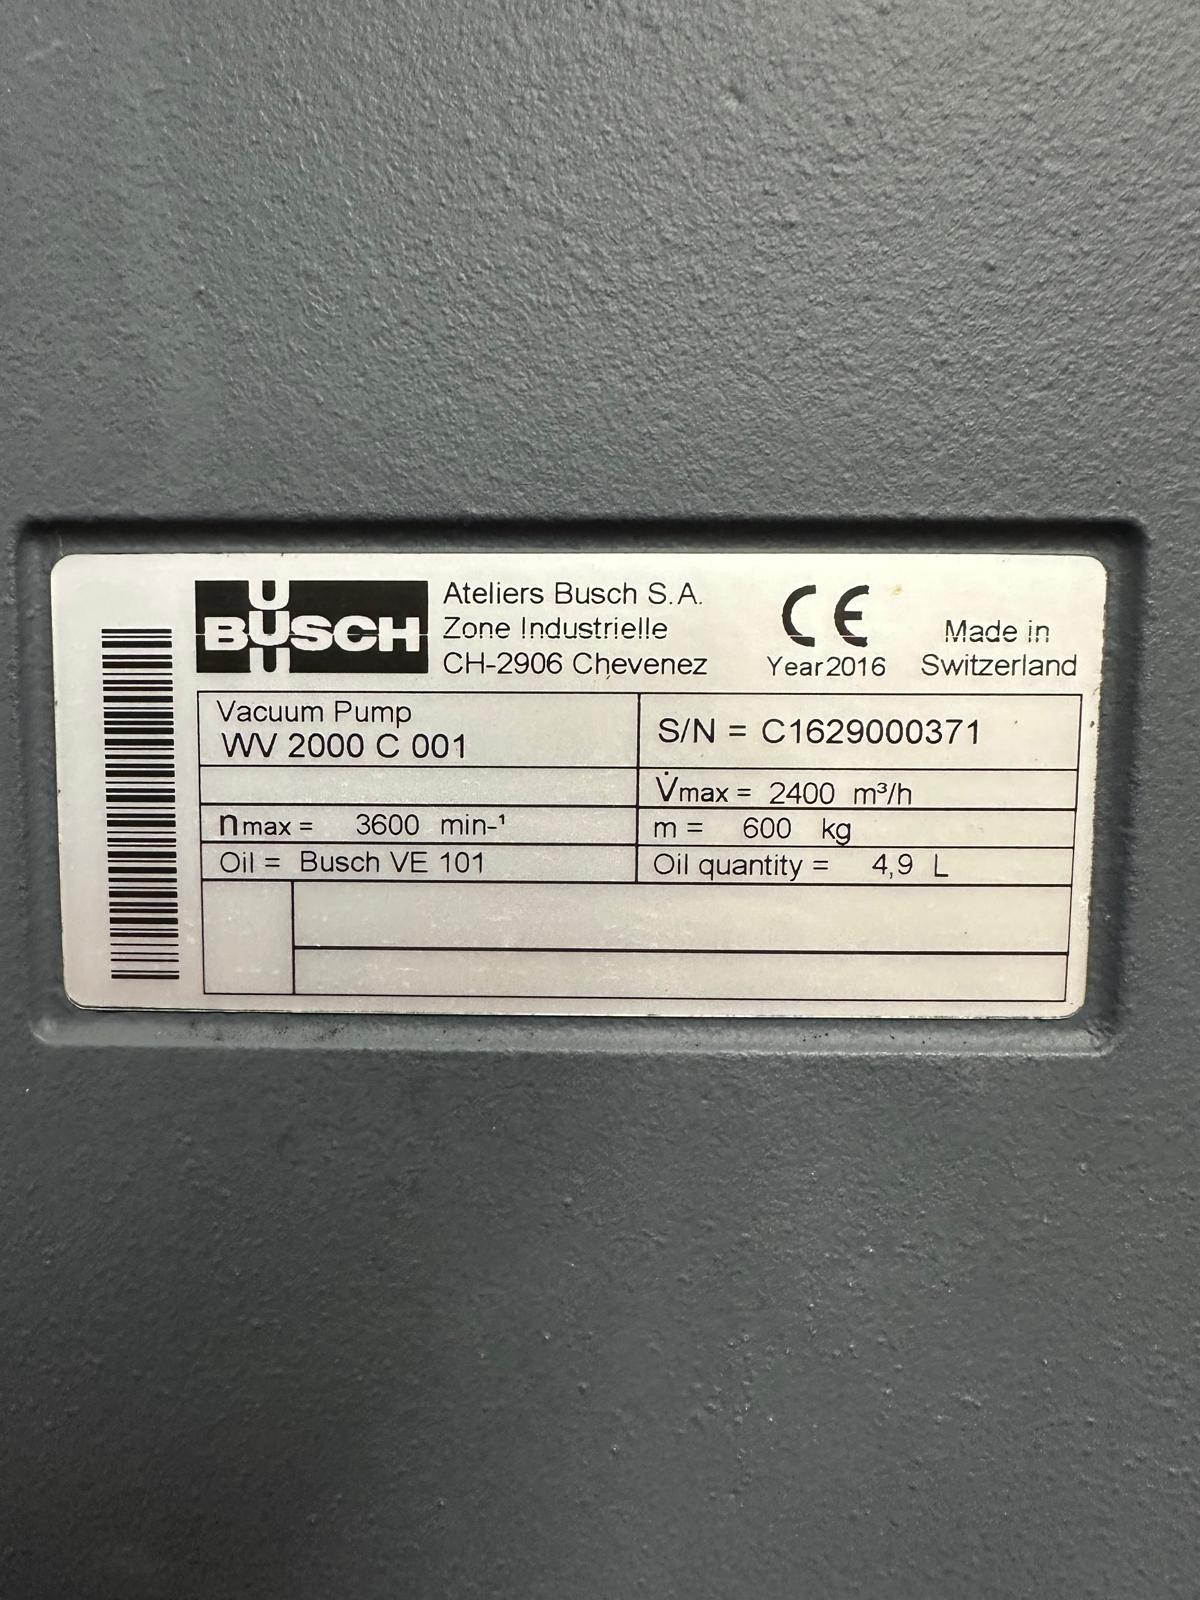 BUSCH
Ateliers Busch S.A.
Zone Industrielle
CH-2906 Chevenez
CE
Year 2016
Made in
Switzerland
Vacuum Pump
WV 2000 C 001
S/N = C1629000371
V̇max = 2400 m³/h
nmax = 3600 min-¹
m = 600 kg
Oil = Busch VE 101
Oil quantity = 4,9 L